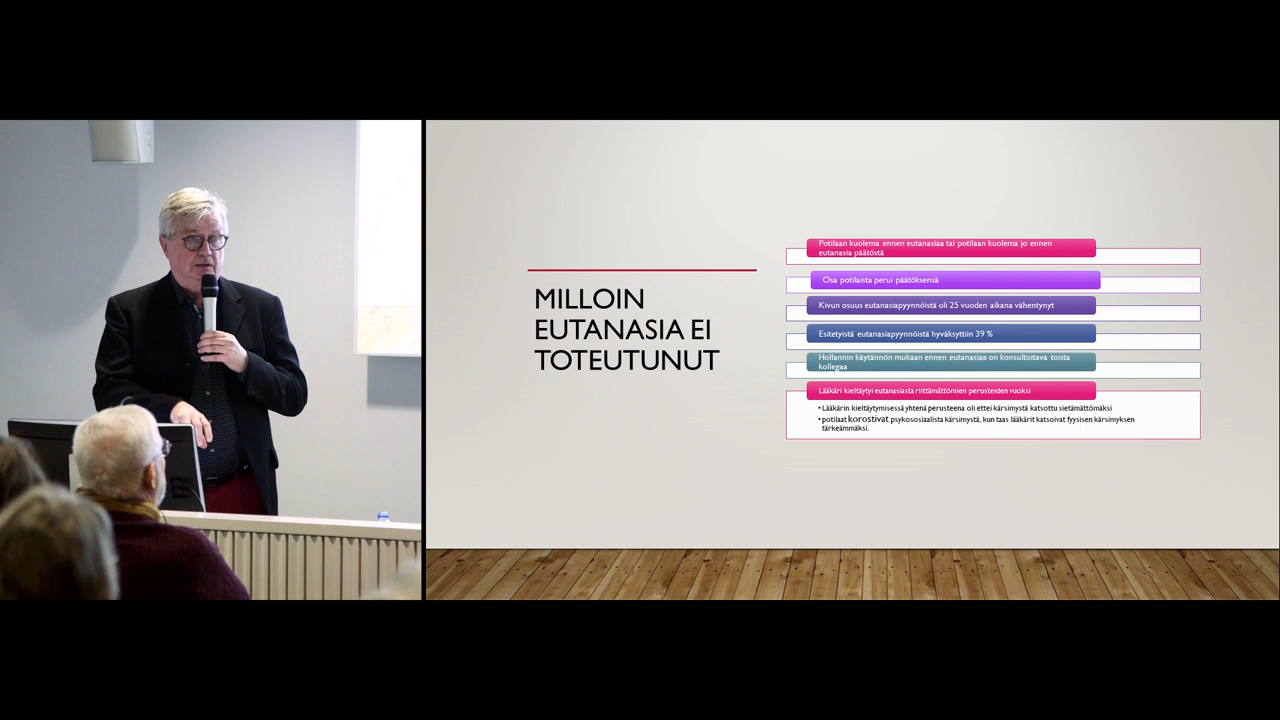 MILLOIN
EUTANASIA EI
TOTEUTUNUT
Potilaan kuolema ennen eutanasiaa tai potilaan kuolema jo ennen
eutanasia päätöstä
Osa potilaista perui päätöksensä
Kivun osuus eutanasiapyynnöistä oli 25 vuoden aikana vähentynyt
Esitetyistä eutanasiapyynnöistä hyväksyttiin 39 %
Hollannin käytännön mukaan ennen eutanasiaa on konsultoitava toista
kollegaa
Lääkäri kieltäytyi eutanasiasta riittämättömien perusteiden vuoksi
• Lääkärin kieltäytymisessä yhtenä perusteena oli ettei kärsimystä katsottu sietämättömäksi
• potilaat korostivat psykososiaalista kärsimystä, kun taas lääkärit katsoivat fyysisen kärsimyksen
tärkeämmäksi.